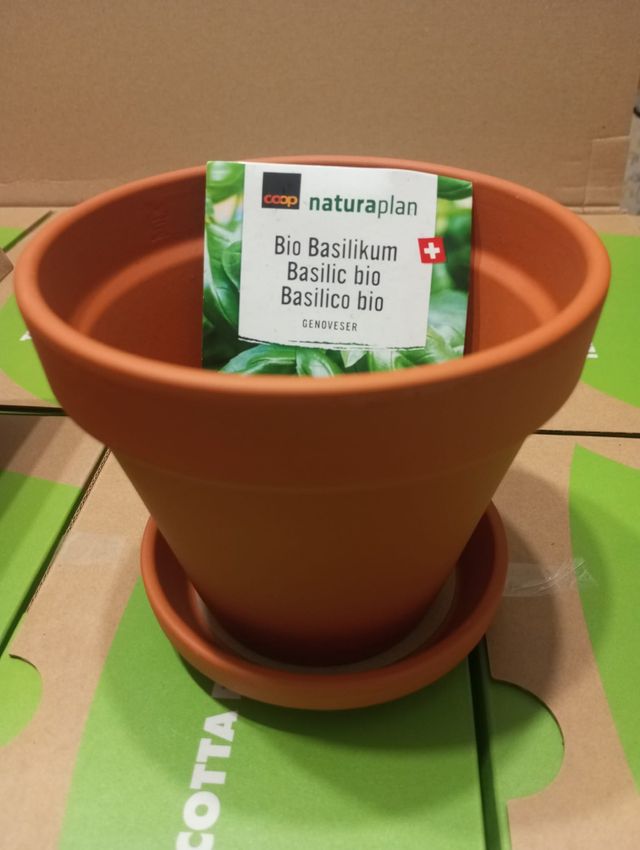 coop naturaplan
Bio Basilikum
Basilic bio
Basilico bio
GENOVESER
COTTA